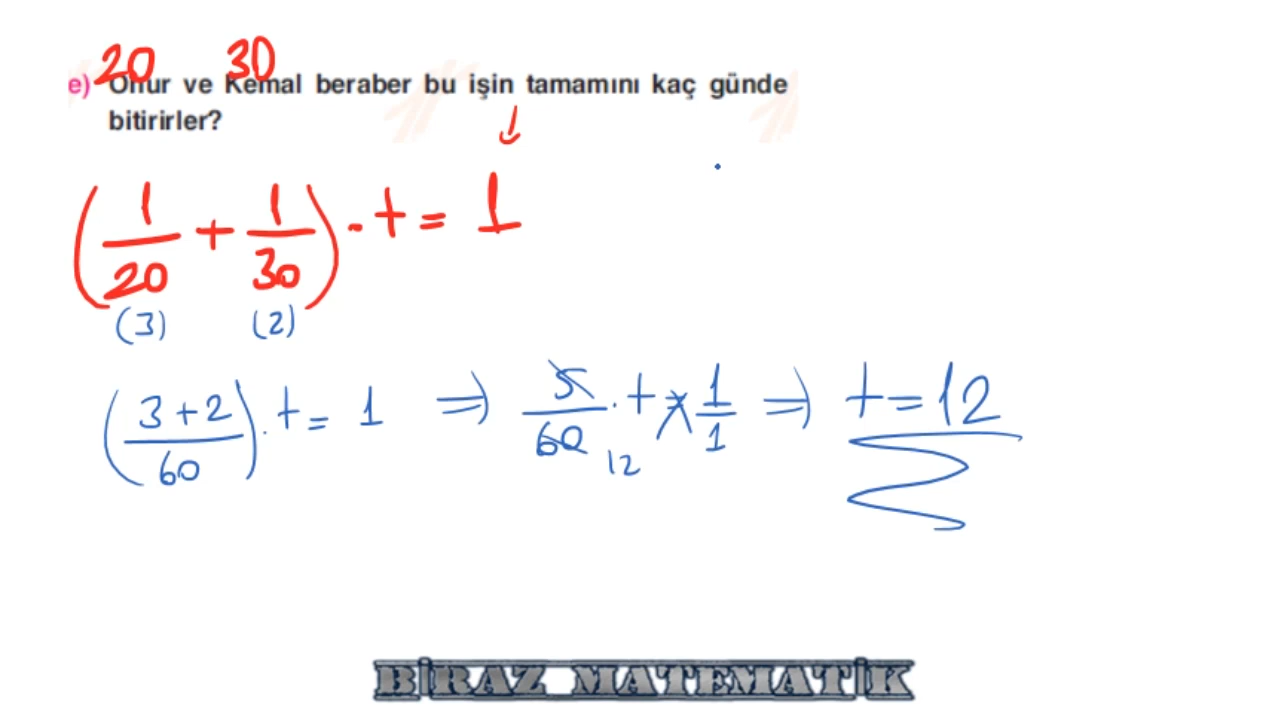 20 30
e) Onur ve Kemal beraber bu işin tamamını kaç günde
bitirirler?
(1/20 + 1/30) . t = 1
(3) (2)
(3+2/60) . t = 1 ⇒ 5/60 . t = 1/1 ⇒ t = 12
12
BİRAZ MATEMATİK